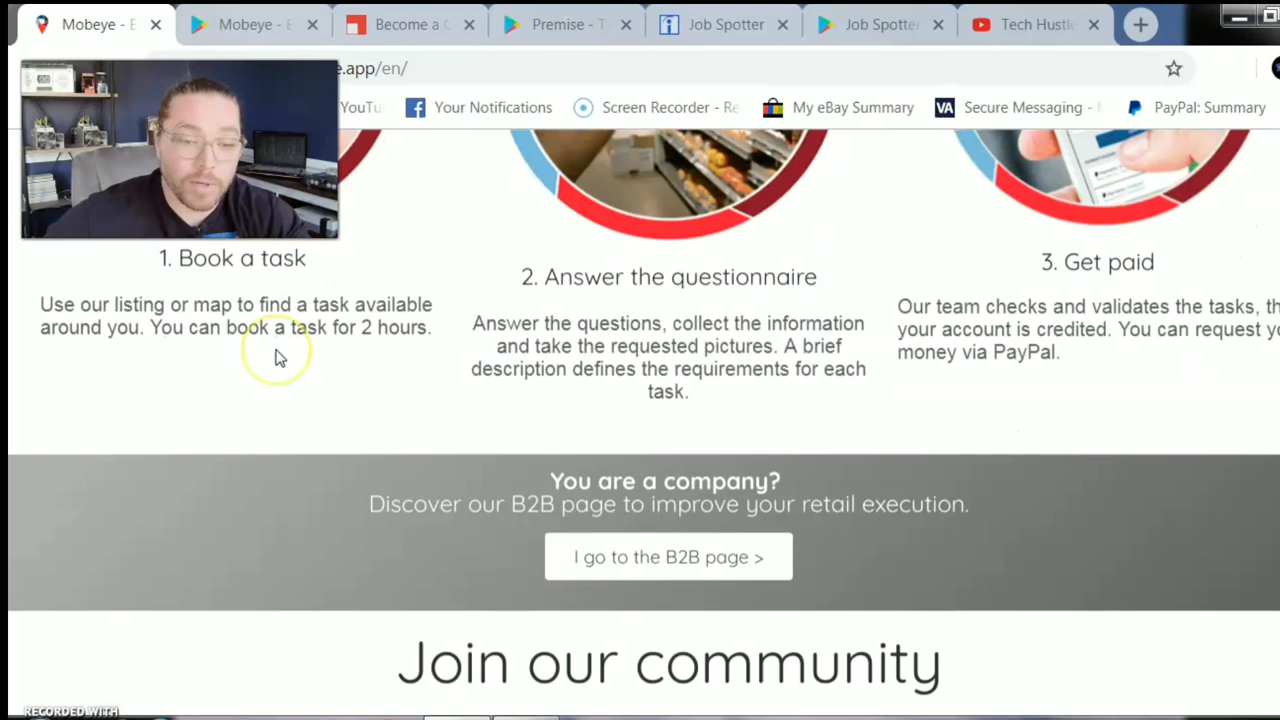 Mobeye - E
Mobeye - E
Become a C
Premise - T
Job Spotter
Job Spotter
Tech Hustle
e.app/en/
YouTu
Your Notifications
Screen Recorder - Re
My eBay Summary
VA
Secure Messaging -
PayPal: Summary
1. Book a task
Use our listing or map to find a task available
around you. You can book a task for 2 hours.
2. Answer the questionnaire
Answer the questions, collect the information
and take the requested pictures. A brief
description defines the requirements for each
task.
3. Get paid
Our team checks and validates the tasks, th
your account is credited. You can request yo
money via PayPal.
You are a company?
Discover our B2B page to improve your retail execution.
I go to the B2B page >
Join our community
RECORDED WITH